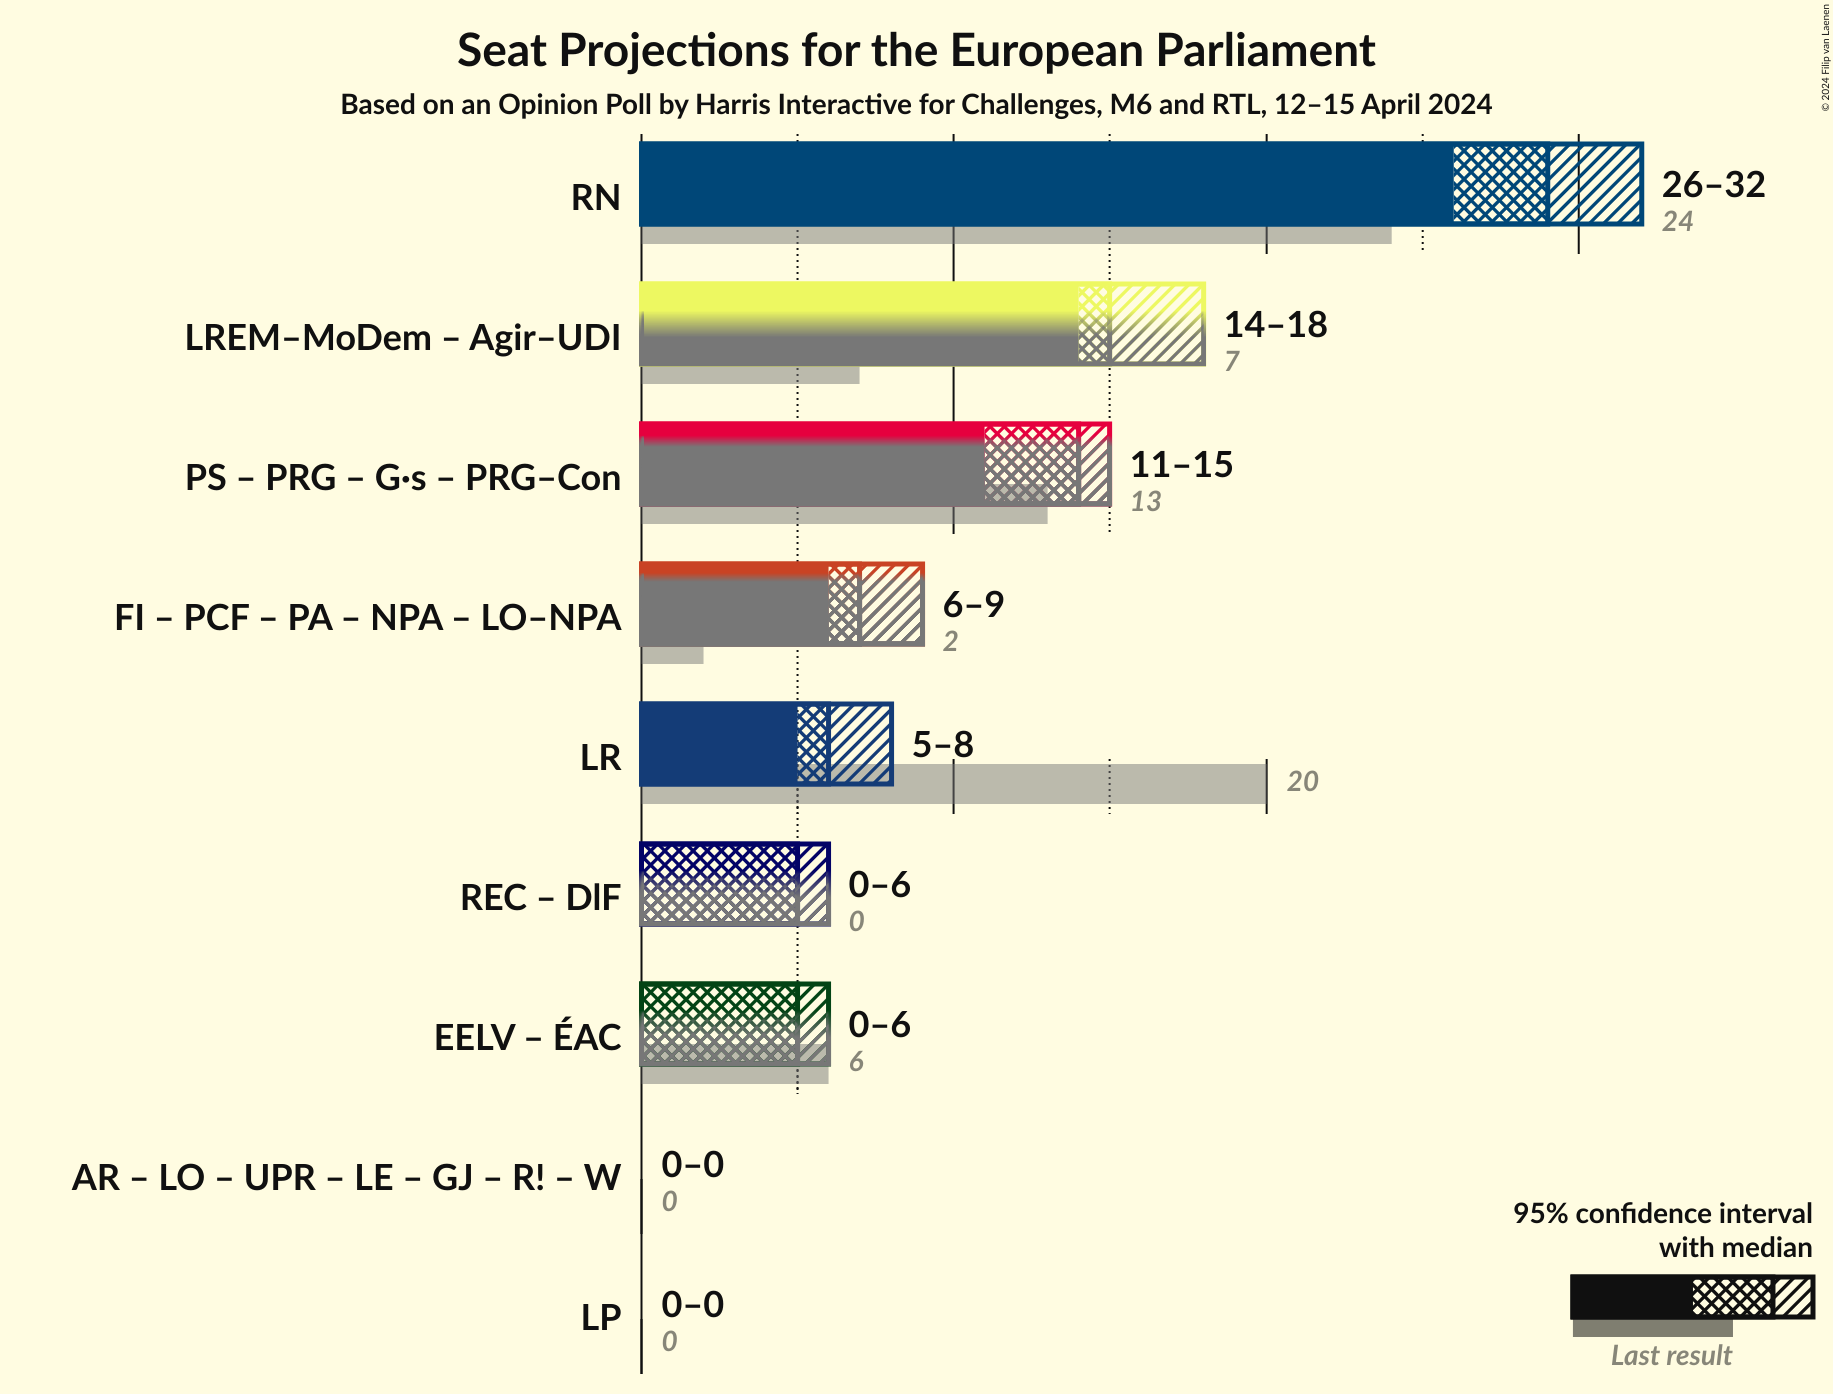 Seat Projections for the European Parliament
Based on an Opinion Poll by Harris Interactive for Challenges, M6 and RTL, 12–15 April 2024
© 2024 Filip van Laenen
RN
26–32
24
LREM–MoDem – Agir–UDI
14–18
7
PS – PRG – G·s – PRG–Con
11–15
13
FI – PCF – PA – NPA – LO–NPA
6–9
2
LR
5–8
20
REC – DlF
0–6
0
EELV – ÉAC
0–6
6
AR – LO – UPR – LE – GJ – R! – W
0–0
0
LP
0–0
0
95% confidence interval
with median
Last result